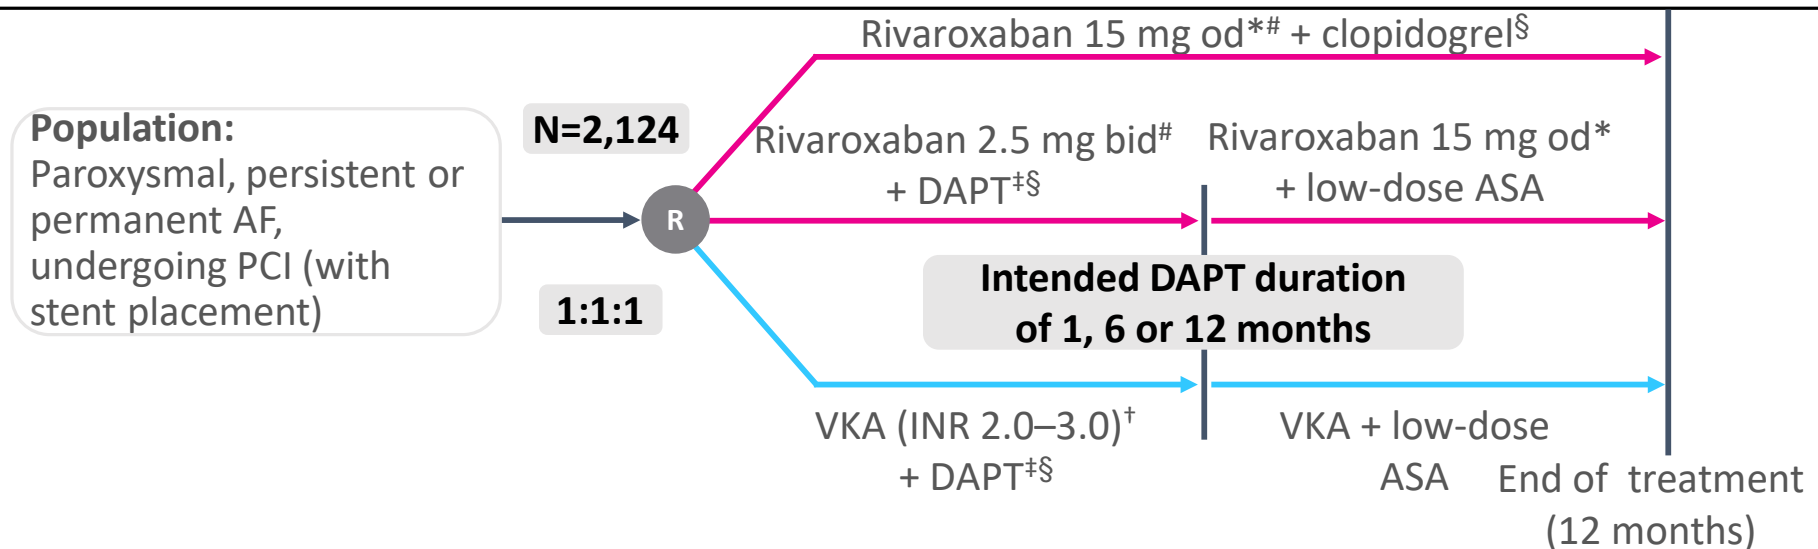 Rivaroxaban 15 mg od*# + clopidogrel§
Population:
Paroxysmal, persistent or
permanent AF,
undergoing PCI (with
stent placement)
N=2,124
R
1:1:1
Rivaroxaban 2.5 mg bid#
+ DAPT‡§
Rivaroxaban 15 mg od*
+ low-dose ASA
Intended DAPT duration
of 1, 6 or 12 months
VKA (INR 2.0–3.0)†
+ DAPT‡§
VKA + low-dose
ASA
End of treatment
(12 months)